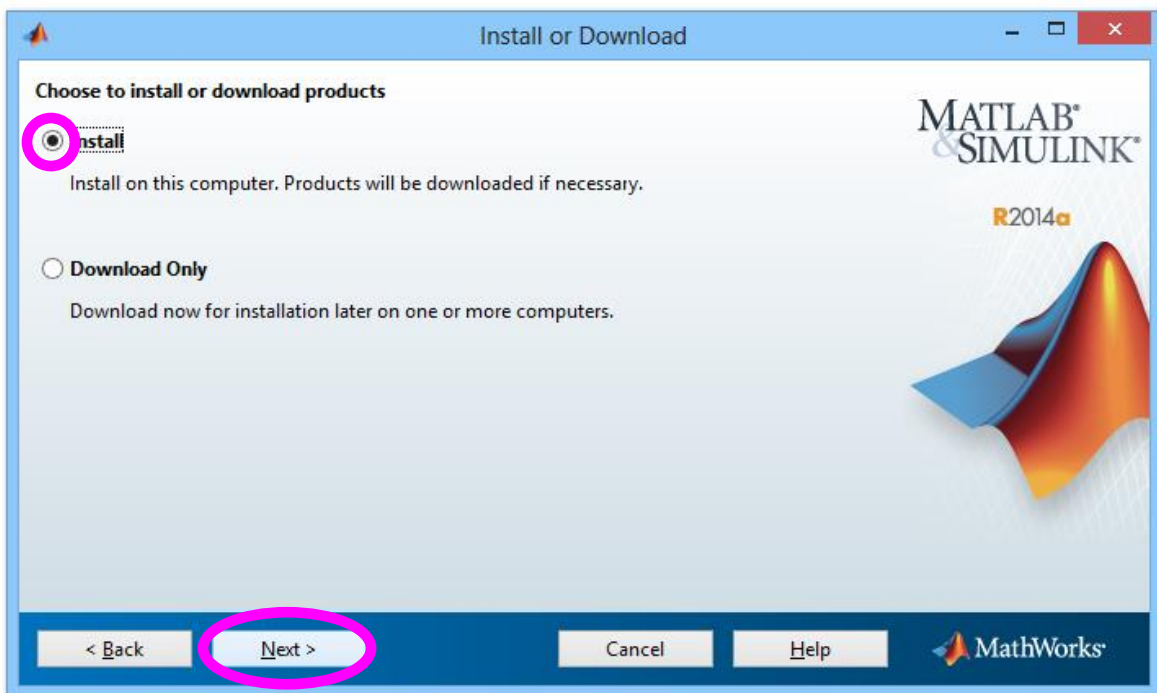 Install or Download
Choose to install or download products
Install
Install on this computer. Products will be downloaded if necessary.
Download Only
Download now for installation later on one or more computers.
MATLAB®
&SIMULINK®
R2014a
< Back
Next >
Cancel
Help
MathWorks®